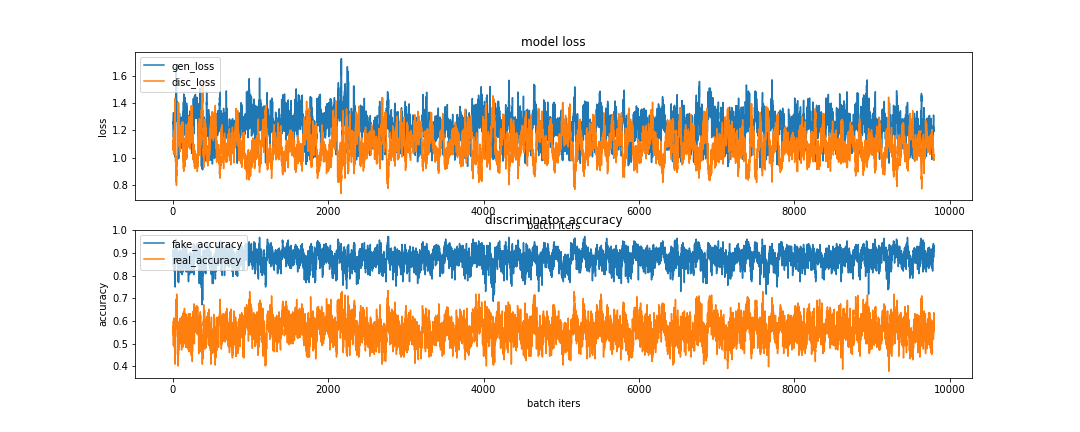 model loss
gen_loss
disc_loss
1.6
1.4
1.2
1.0
0.8
loss
0 2000 4000 6000 8000 10000
batch iters
discriminator accuracy
fake_accuracy
real_accuracy
1.0
0.9
0.8
0.7
0.6
0.5
0.4
accuracy
0 2000 4000 6000 8000 10000
batch iters